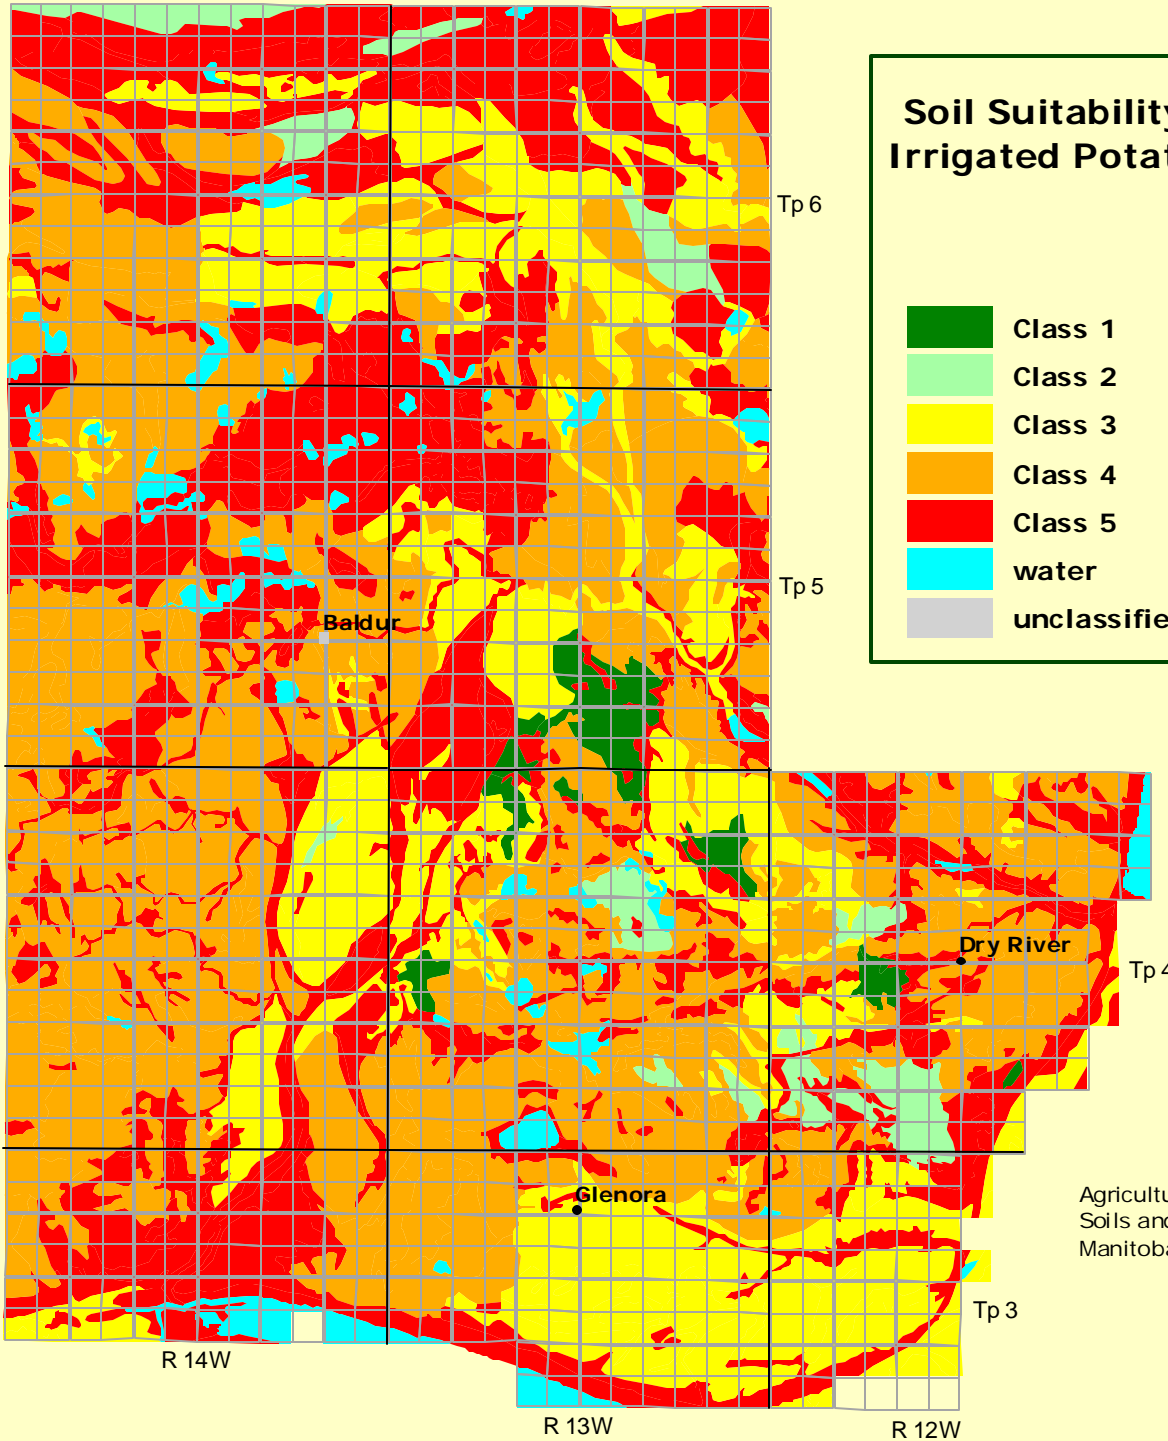 Soil Suitability
Irrigated Potat
Tp 6
Class 1
Class 2
Class 3
Class 4
Class 5
water
unclassifie
Tp 5
Baldur
Dry River
Tp 4
Glenora
Agricultu
Soils and
Manitoba
Tp 3
R 14W
R 13W
R 12W